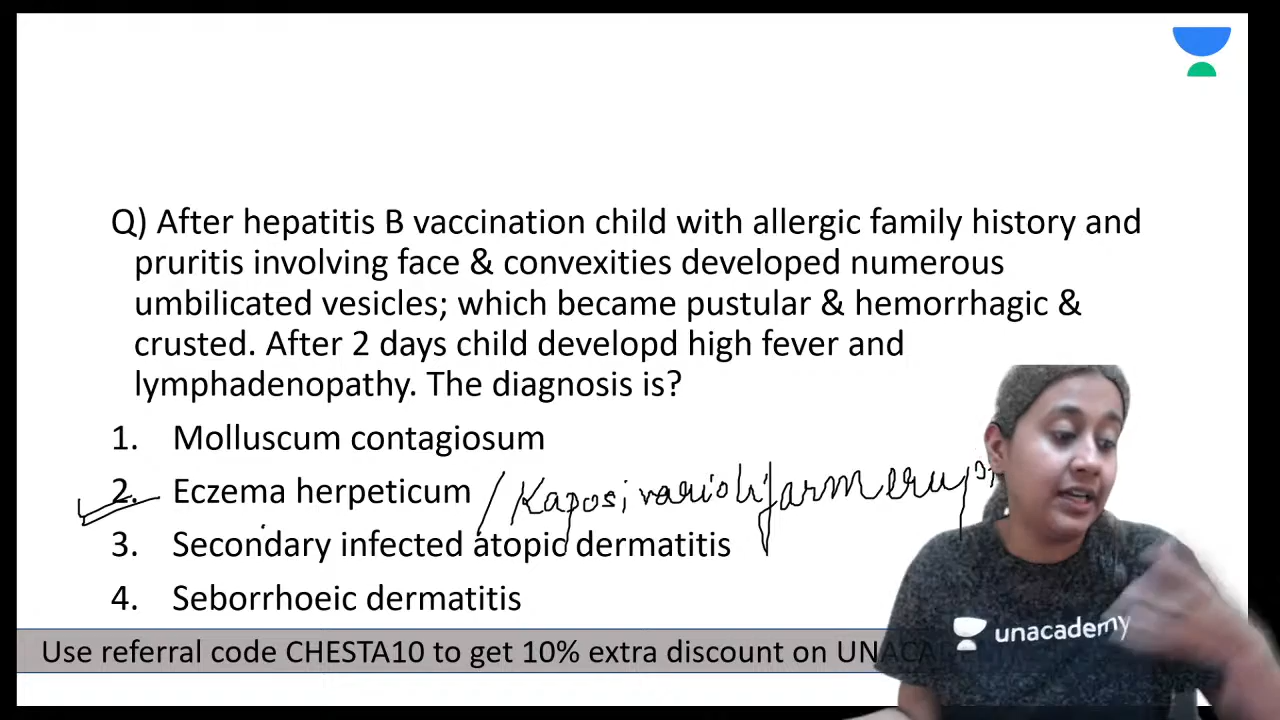 Q) After hepatitis B vaccination child with allergic family history and
pruritis involving face & convexities developed numerous
umbilicated vesicles; which became pustular & hemorrhagic &
crusted. After 2 days child developd high fever and
lymphadenopathy. The diagnosis is?
1. Molluscum contagiosum
2. Eczema herpeticum / Kaposi
3. Secondary infected atopic dermatitis
4. Seborrhoeic dermatitis
unacademy
Use referral code CHESTA10 to get 10% extra discount on